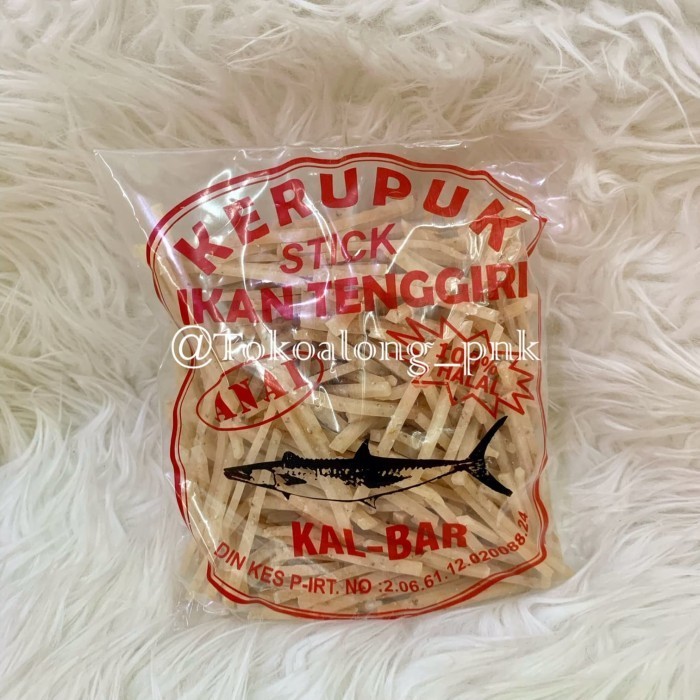 KERUPUK
STICK
IKAN TENGGIRI
@Tokoalong_pnk
100%
HALAL
ANAI
KAL-BAR
DIN KES P-IRT. NO :2.06.61.12.020088.24